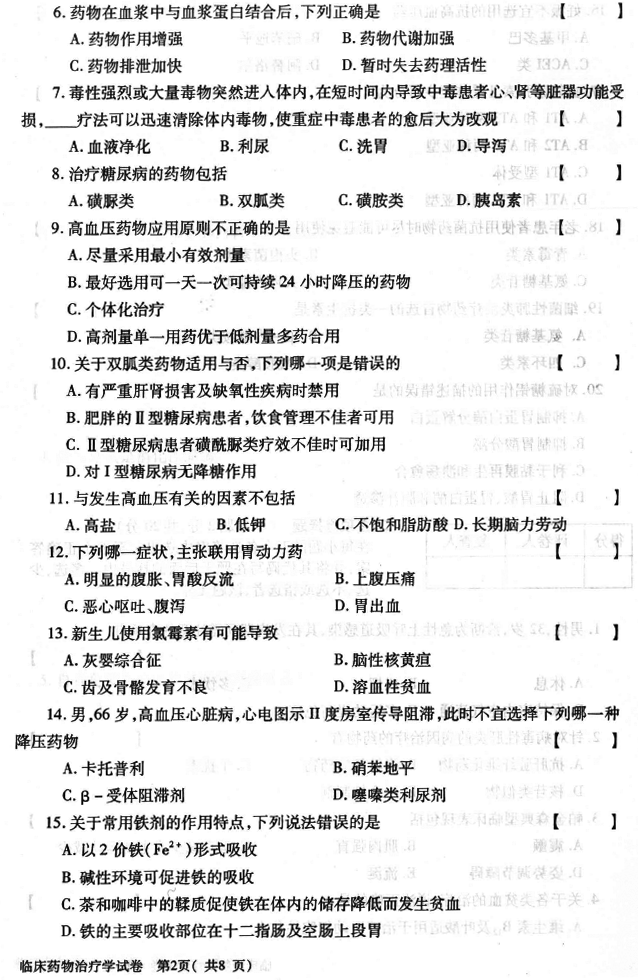 6. 药物在血浆中与血浆蛋白结合后,下列正确是 【 】
A. 药物作用增强 B. 药物代谢加强
C. 药物排泄加快 D. 暂时失去药理活性
7. 毒性强烈或大量毒物突然进入体内,在短时间内导致中毒患者心、肾等脏器功能受
损,____疗法可以迅速清除体内毒物,使重症中毒患者的愈后大为改观 【 】
A. 血液净化 B. 利尿 C. 洗胃 D. 导泻
8. 治疗糖尿病的药物包括 【 】
A. 磺脲类 B. 双胍类 C. 磺胺类 D. 胰岛素
9. 高血压药物应用原则不正确的是 【 】
A. 尽量采用最小有效剂量
B. 最好选用可一天一次可持续 24 小时降压的药物
C. 个体化治疗
D. 高剂量单一用药优于低剂量多药合用
10. 关于双胍类药物适用与否,下列哪一项是错误的 【 】
A. 有严重肝肾损害及缺氧性疾病时禁用
B. 肥胖的Ⅱ型糖尿病患者,饮食管理不佳者可用
C. Ⅱ型糖尿病患者磺酰脲类疗效不佳时可加用
D. 对Ⅰ型糖尿病无降糖作用
11. 与发生高血压有关的因素不包括 【 】
A. 高盐 B. 低钾 C. 不饱和脂肪酸 D. 长期脑力劳动
12. 下列哪一症状,主张联用胃动力药 【 】
A. 明显的腹胀、胃酸反流 B. 上腹压痛
C. 恶心呕吐、腹泻 D. 胃出血
13. 新生儿使用氯霉素有可能导致 【 】
A. 灰婴综合征 B. 脑性核黄疸
C. 齿及骨骼发育不良 D. 溶血性贫血
14. 男,66 岁,高血压心脏病,心电图示Ⅱ度房室传导阻滞,此时不宜选择下列哪一种
降压药物 【 】
A. 卡托普利 B. 硝苯地平
C. β－受体阻滞剂 D. 噻嗪类利尿剂
15. 关于常用铁剂的作用特点,下列说法错误的是 【 】
A. 以 2 价铁(Fe²⁺)形式吸收
B. 碱性环境可促进铁的吸收
C. 茶和咖啡中的鞣质促使铁在体内的储存降低而发生贫血
D. 铁的主要吸收部位在十二指肠及空肠上段胃
临床药物治疗学试卷 第2页( 共8 页)